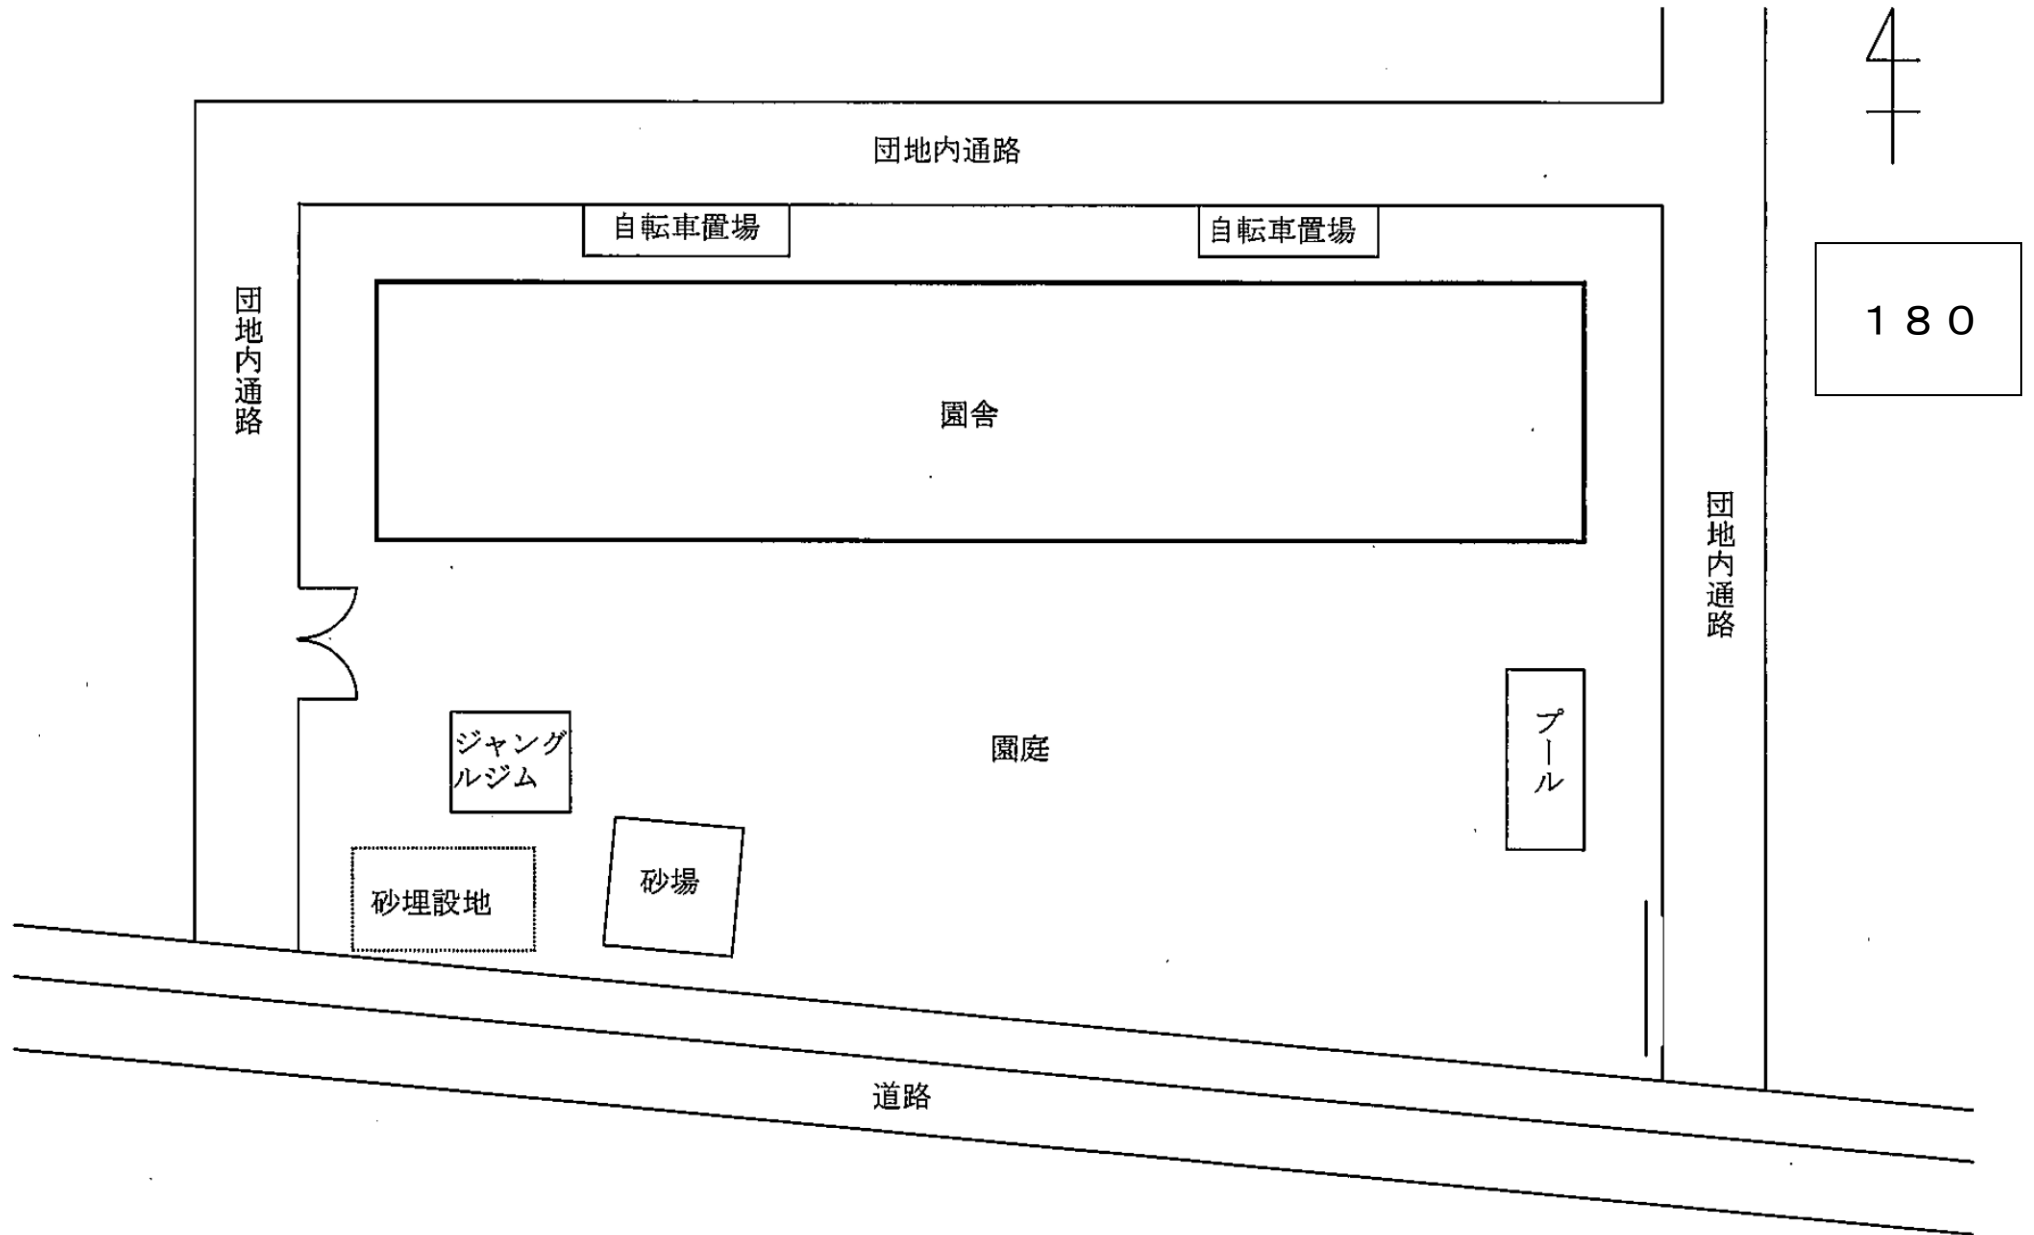 団地内通路
自転車置場
自転車置場
団地内通路
１８０
園舎
団地内通路
ジャング
ルジム
園庭
プール
砂埋設地
砂場
道路